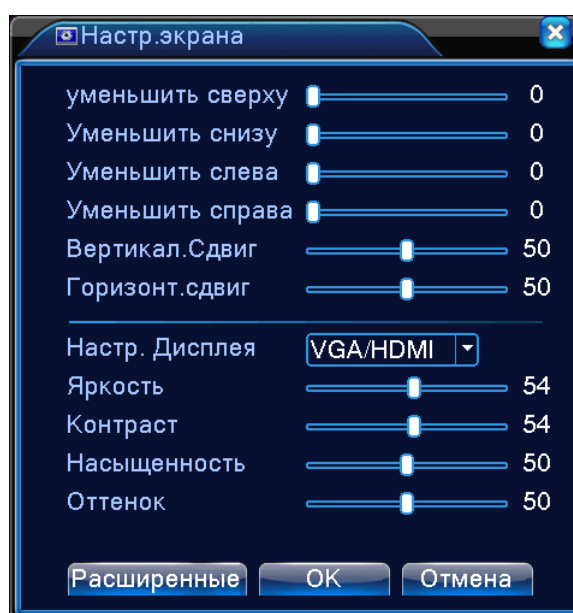 Настр.экрана
уменьшить сверху 0
Уменьшить снизу 0
Уменьшить слева 0
Уменьшить справа 0
Вертикал.Сдвиг 50
Горизонт.сдвиг 50
Настр. Дисплея VGA/HDMI
Яркость 54
Контраст 54
Насыщенность 50
Оттенок 50
Расширенные OK Отмена